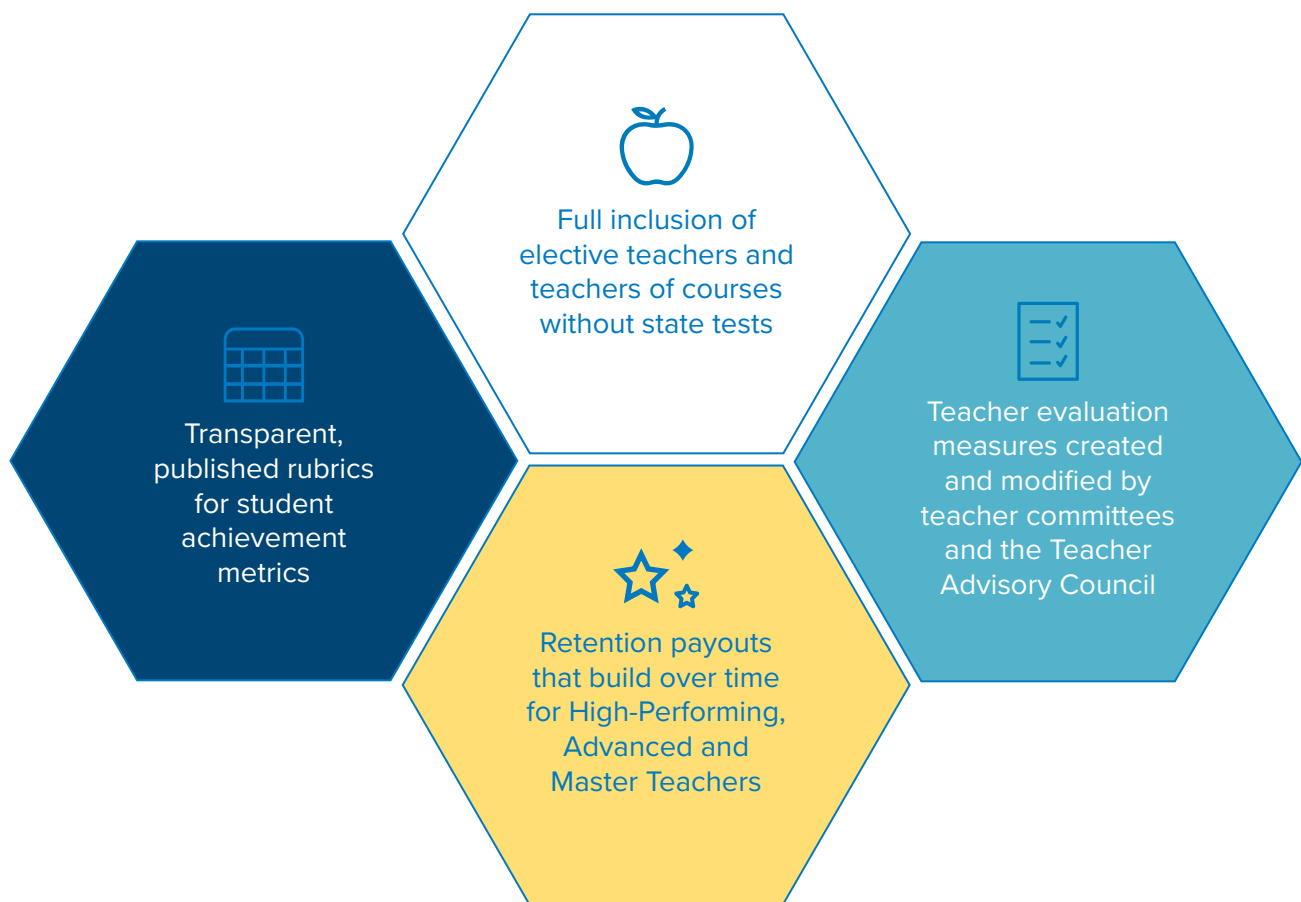 Full inclusion of
elective teachers and
teachers of courses
without state tests
Transparent,
published rubrics
for student
achievement
metrics
Teacher evaluation
measures created
and modified by
teacher committees
and the Teacher
Advisory Council
Retention payouts
that build over time
for High-Performing,
Advanced and
Master Teachers